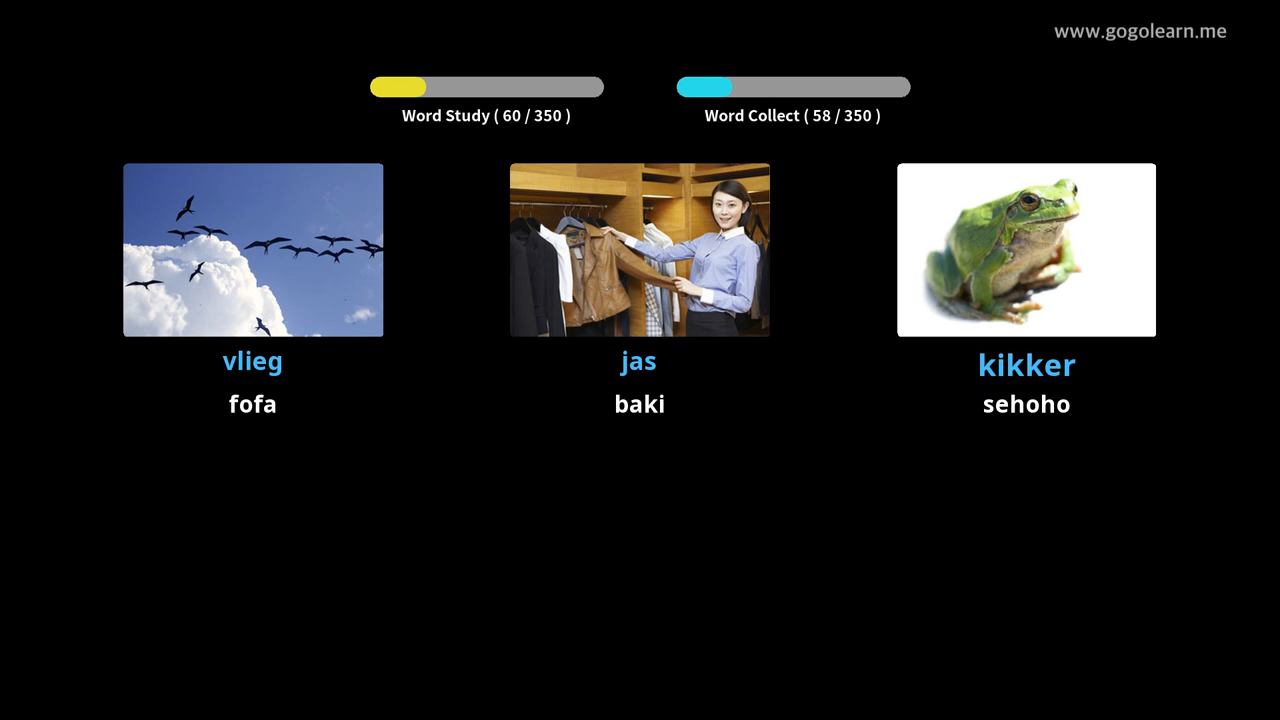 www.gogolearn.me
Word Study ( 60 / 350 )
Word Collect ( 58 / 350 )
vlieg
jas
kikker
fofa
baki
sehoho